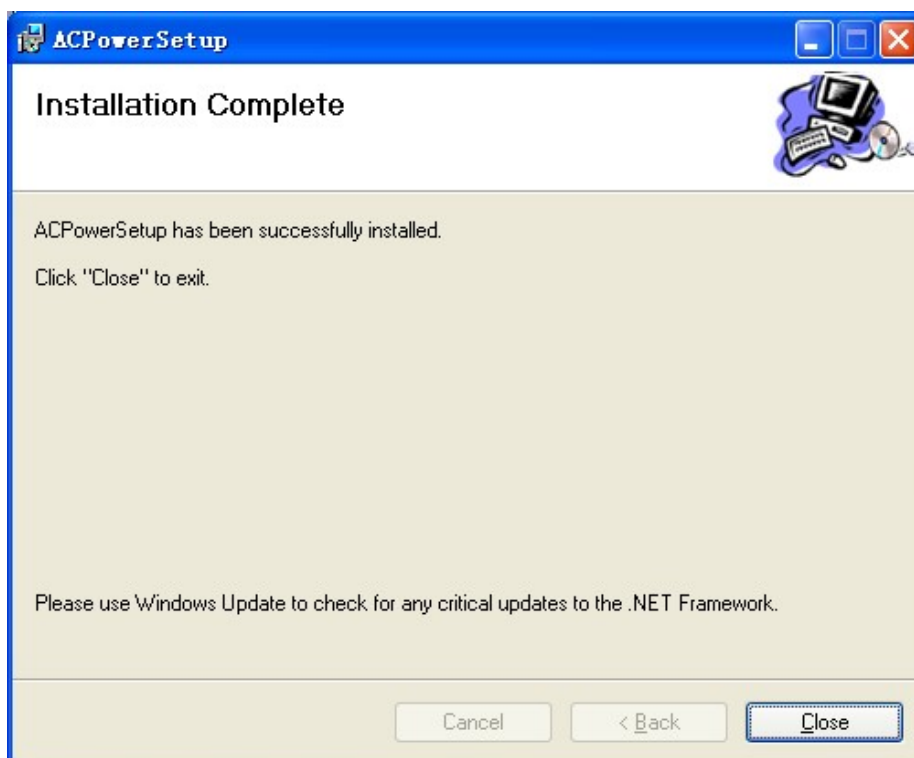 ACPowerSetup
Installation Complete
ACPowerSetup has been successfully installed.
Click "Close" to exit.
Please use Windows Update to check for any critical updates to the .NET Framework.
Cancel
< Back
Close